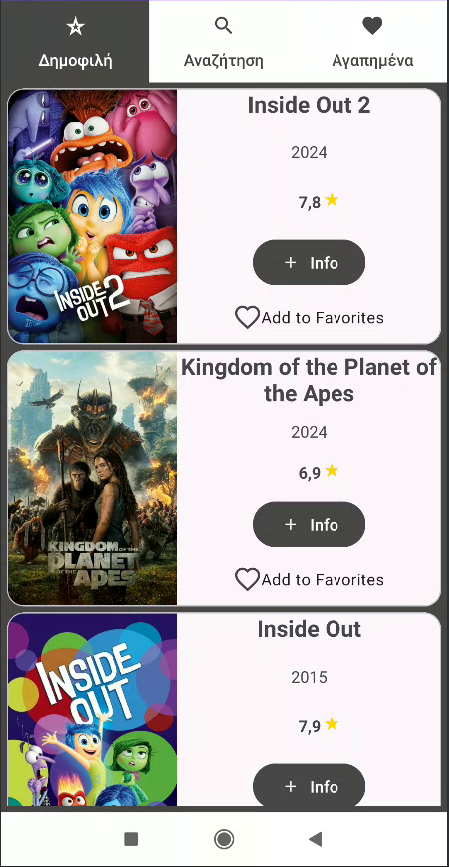 Δημοφιλή
Αναζήτηση
Αγαπημένα
Inside Out 2
2024
7,8
+ Info
Add to Favorites
INSIDE
OUT 2
Kingdom of the Planet of
the Apes
2024
6,9
+ Info
Add to Favorites
KINGDOM OF THE
PLANET
OF THE APES
Inside Out
2015
7,9
+ Info
INSIDE
OUT